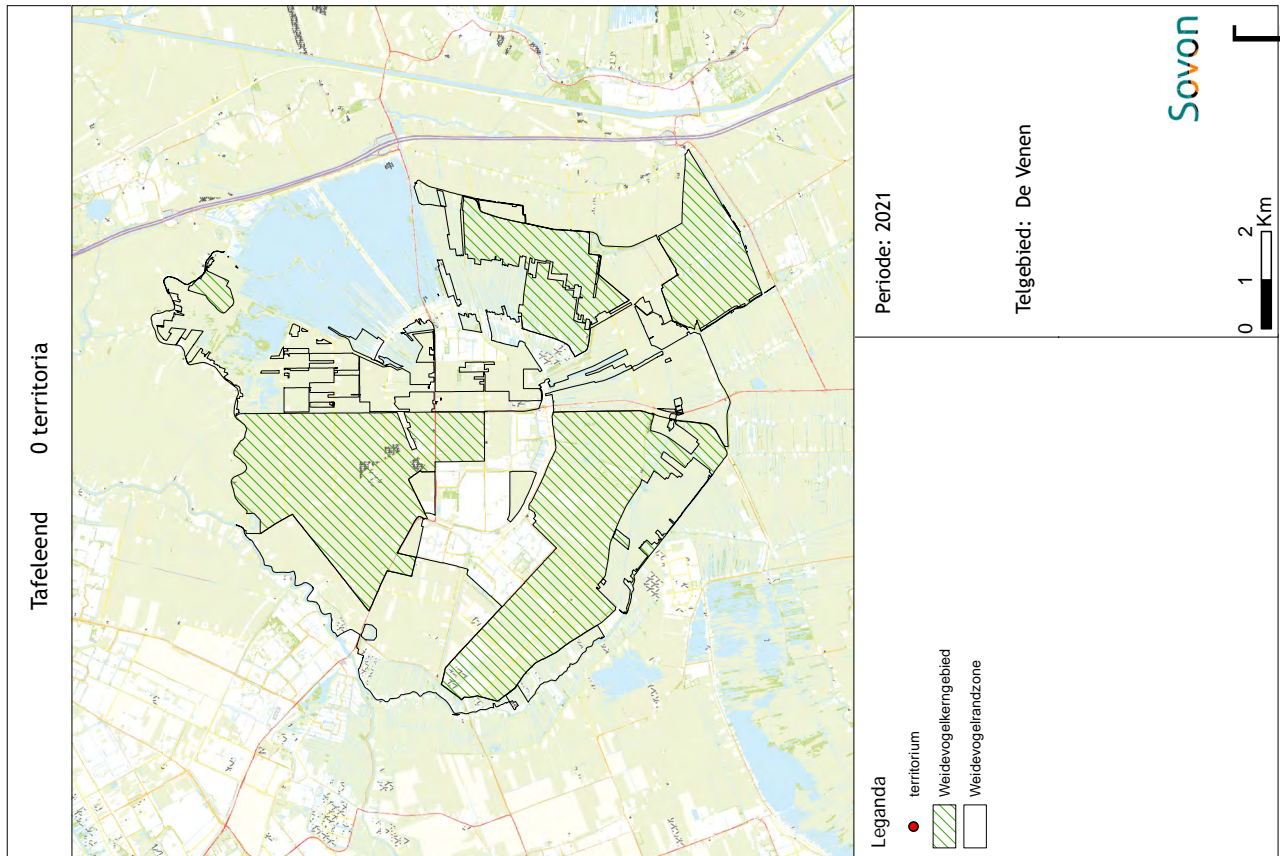 Tafeleend 0 territoria
Leganda
territorium
Weidevogelkerngebied
Weidevogelrandzone
Periode: 2021
Telgebied: De Venen
0 1 2
Km
Sovon